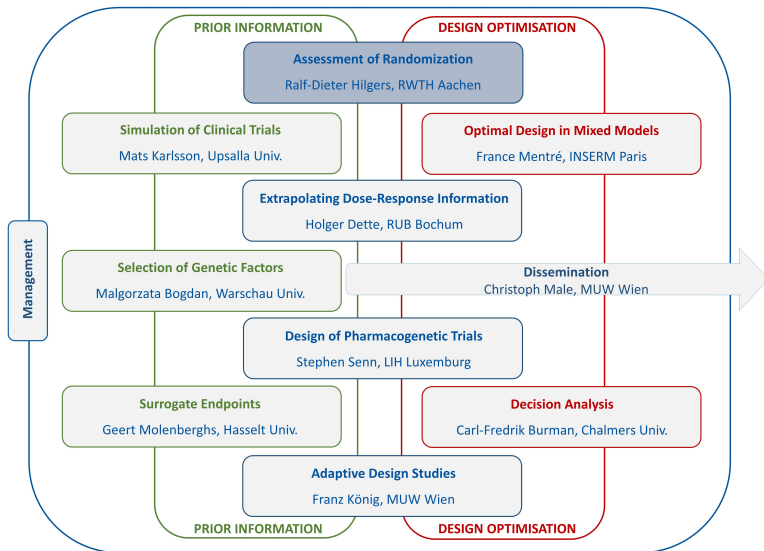 PRIOR INFORMATION
DESIGN OPTIMISATION
Assessment of Randomization
Ralf-Dieter Hilgers, RWTH Aachen
Simulation of Clinical Trials
Mats Karlsson, Upsalla Univ.
Optimal Design in Mixed Models
France Mentré, INSERM Paris
Extrapolating Dose-Response Information
Holger Dette, RUB Bochum
Management
Selection of Genetic Factors
Malgorzata Bogdan, Warschau Univ.
Dissemination
Christoph Male, MUW Wien
Design of Pharmacogenetic Trials
Stephen Senn, LIH Luxemburg
Surrogate Endpoints
Geert Molenberghs, Hasselt Univ.
Decision Analysis
Carl-Fredrik Burman, Chalmers Univ.
Adaptive Design Studies
Franz König, MUW Wien
PRIOR INFORMATION
DESIGN OPTIMISATION